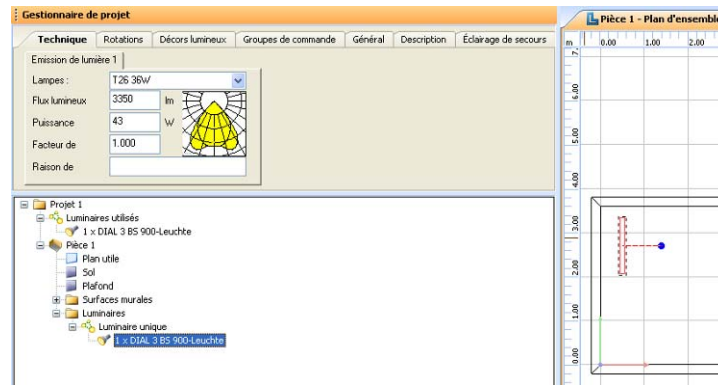 Gestionnaire de projet
Technique Rotations Décors lumineux Groupes de commande Général Description Éclairage de secours
Emission de lumière 1
Lampes : T26 36W
Flux lumineux 3350 lm
Puissance 43 W
Facteur de 1.000
Raison de
Projet 1
Luminaires utilisés
1 x DIAL 3 BS 900-Leuchte
Pièce 1
Plan utile
Sol
Plafond
Surfaces murales
Luminaires
Luminaire unique
1 x DIAL 3 BS 900-Leuchte
Pièce 1 - Plan d'ensemble
m 0.00 1.00 2.00
7.
6.00
5.00
4.00
3.00
2.00
1.00
0.00